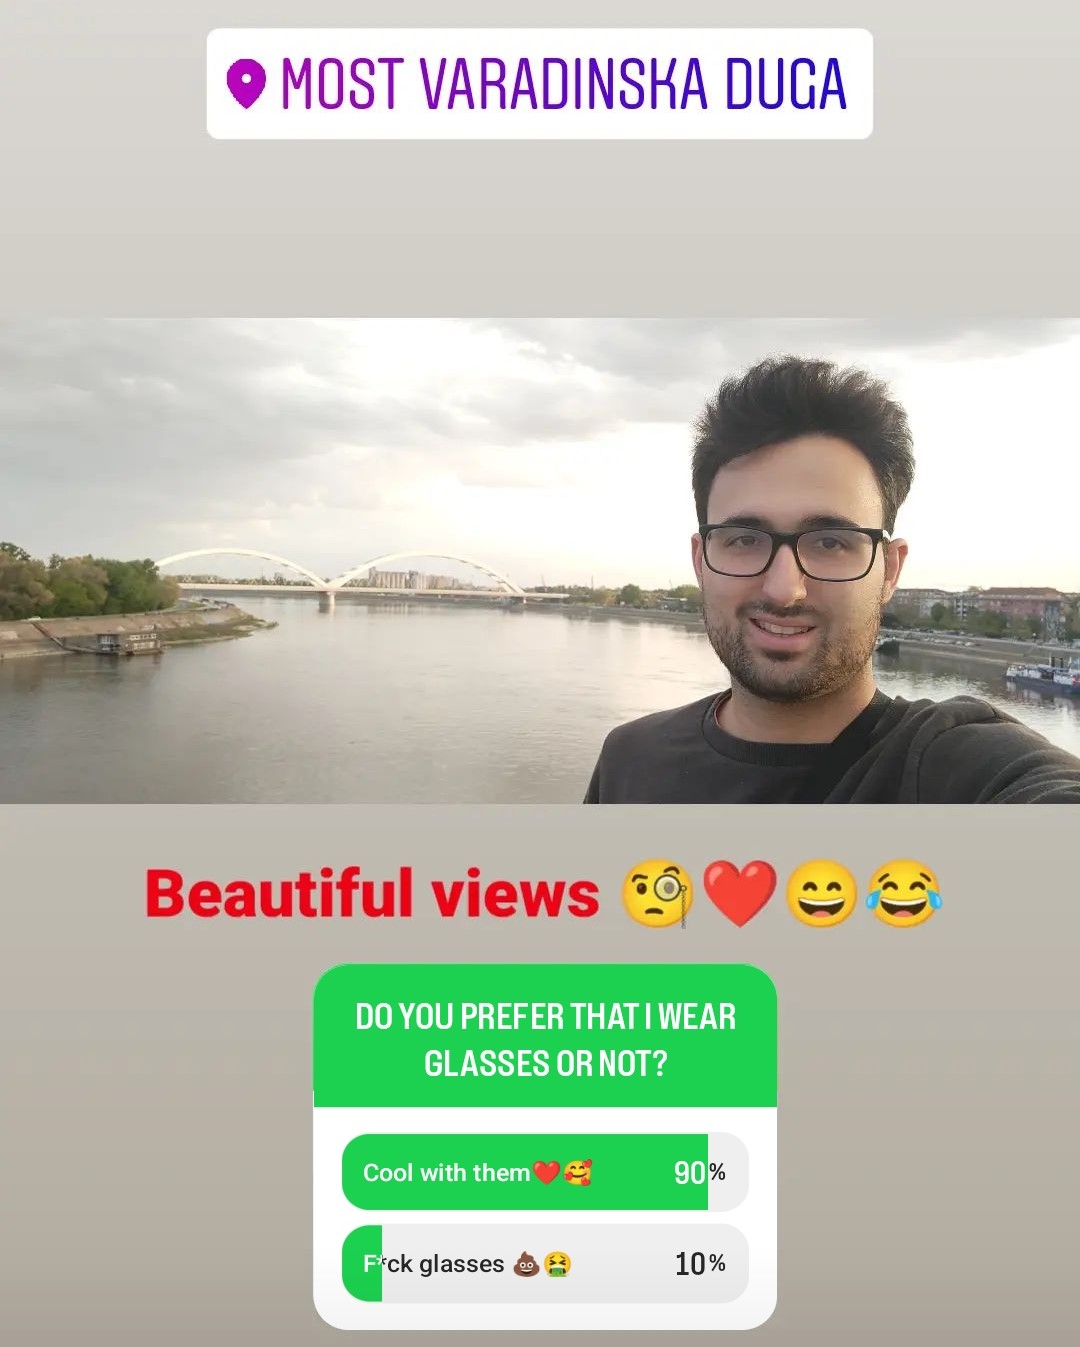 MOST VARADINSKA DUGA
Beautiful views 🧐❤️😄😂
DO YOU PREFER THAT I WEAR
GLASSES OR NOT?
Cool with them❤️🥰 90%
F*ck glasses 💩🤮 10%